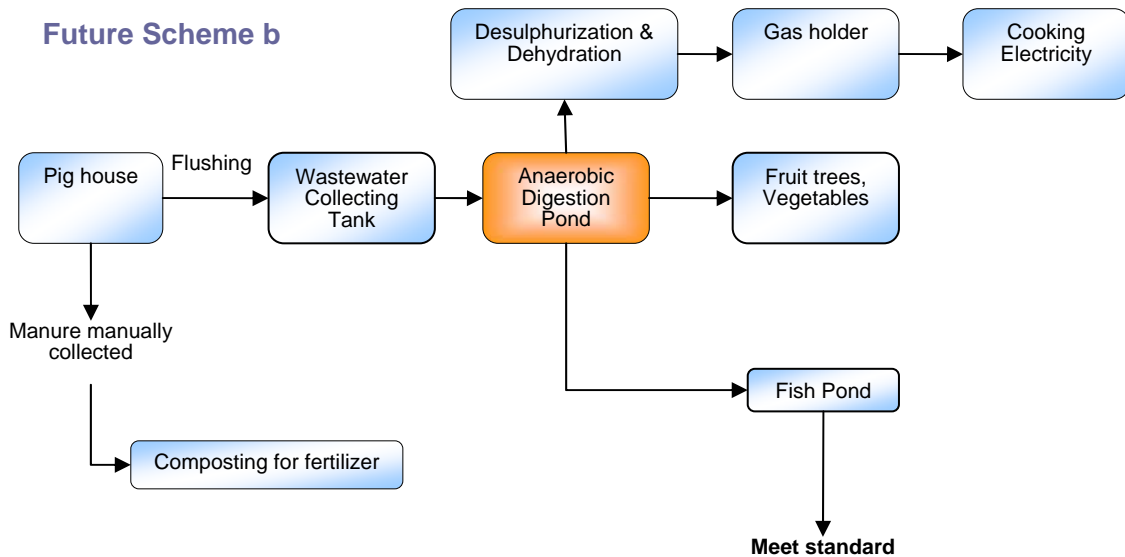 Future Scheme b
Desulphurization &
Dehydration
Gas holder
Cooking
Electricity
Pig house
Flushing
Wastewater
Collecting
Tank
Anaerobic
Digestion
Pond
Fruit trees,
Vegetables
Manure manually
collected
Fish Pond
Composting for fertilizer
Meet standard